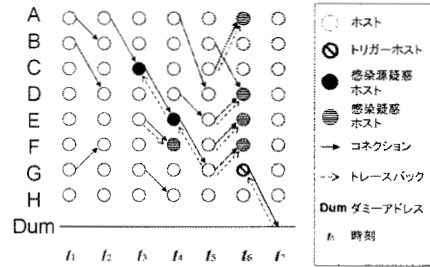 A
B
C
D
E
F
G
H
Dum
t₁ t₂ t₃ t₄ t₅ t₆ t₇
ホスト
トリガーホスト
感染源疑惑
ホスト
感染疑惑
ホスト
コネクション
トレースバック
Dum ダミーアドレス
時刻